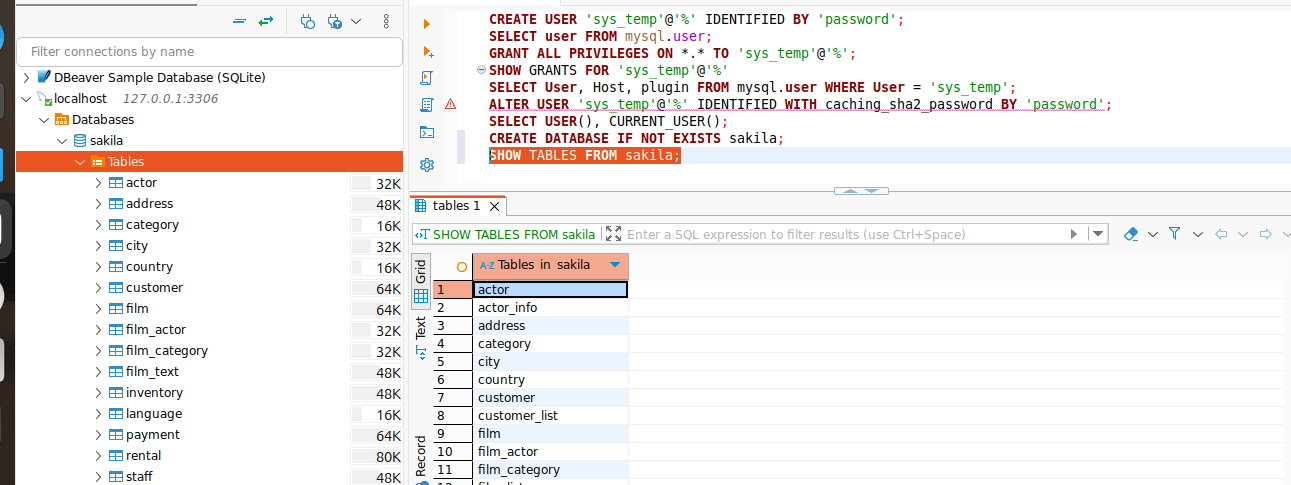 Filter connections by name
DBeaver Sample Database (SQLite)
localhost 127.0.0.1:3306
Databases
sakila
Tables
actor 32K
address 48K
category 16K
city 32K
country 16K
customer 64K
film 64K
film_actor 32K
film_category 32K
film_text 48K
inventory 48K
language 16K
payment 64K
rental 80K
staff 48K
CREATE USER 'sys_temp'@'%' IDENTIFIED BY 'password';
SELECT user FROM mysql.user;
GRANT ALL PRIVILEGES ON *.* TO 'sys_temp'@'%';
SHOW GRANTS FOR 'sys_temp'@'%'
SELECT User, Host, plugin FROM mysql.user WHERE User = 'sys_temp';
ALTER USER 'sys_temp'@'%' IDENTIFIED WITH caching_sha2_password BY 'password';
SELECT USER(), CURRENT_USER();
CREATE DATABASE IF NOT EXISTS sakila;
SHOW TABLES FROM sakila;
tables 1
SHOW TABLES FROM sakila
Enter a SQL expression to filter results (use Ctrl+Space)
Grid
Text
Record
A-Z Tables in sakila
1 actor
2 actor_info
3 address
4 category
5 city
6 country
7 customer
8 customer_list
9 film
10 film_actor
11 film_category